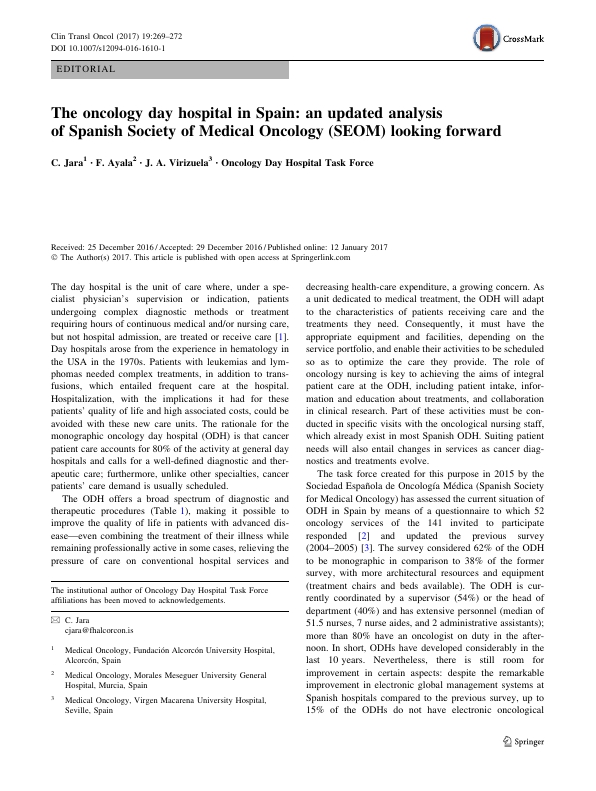 Clin Transl Oncol (2017) 19:269–272
DOI 10.1007/s12094-016-1610-1
CrossMark
EDITORIAL
The oncology day hospital in Spain: an updated analysis
of Spanish Society of Medical Oncology (SEOM) looking forward
C. Jara1 · F. Ayala2 · J. A. Virizuela3 · Oncology Day Hospital Task Force
Received: 25 December 2016 / Accepted: 29 December 2016 / Published online: 12 January 2017
© The Author(s) 2017. This article is published with open access at Springerlink.com
The day hospital is the unit of care where, under a spe-
cialist physician's supervision or indication, patients
undergoing complex diagnostic methods or treatment
requiring hours of continuous medical and/or nursing care,
but not hospital admission, are treated or receive care [1].
Day hospitals arose from the experience in hematology in
the USA in the 1970s. Patients with leukemias and lym-
phomas needed complex treatments, in addition to trans-
fusions, which entailed frequent care at the hospital.
Hospitalization, with the implications it had for these
patients' quality of life and high associated costs, could be
avoided with these new care units. The rationale for the
monographic oncology day hospital (ODH) is that cancer
patient care accounts for 80% of the activity at general day
hospitals and calls for a well-defined diagnostic and ther-
apeutic care; furthermore, unlike other specialties, cancer
patients' care demand is usually scheduled.
The ODH offers a broad spectrum of diagnostic and
therapeutic procedures (Table 1), making it possible to
improve the quality of life in patients with advanced dis-
ease—even combining the treatment of their illness while
remaining professionally active in some cases, relieving the
pressure of care on conventional hospital services and
The institutional author of Oncology Day Hospital Task Force
affiliations has been moved to acknowledgements.
C. Jara
cjara@fhalcorcon.is
1 Medical Oncology, Fundación Alcorcón University Hospital,
Alcorcón, Spain
2 Medical Oncology, Morales Meseguer University General
Hospital, Murcia, Spain
3 Medical Oncology, Virgen Macarena University Hospital,
Seville, Spain
decreasing health-care expenditure, a growing concern. As
a unit dedicated to medical treatment, the ODH will adapt
to the characteristics of patients receiving care and the
treatments they need. Consequently, it must have the
appropriate equipment and facilities, depending on the
service portfolio, and enable their activities to be scheduled
so as to optimize the care they provide. The role of
oncology nursing is key to achieving the aims of integral
patient care at the ODH, including patient intake, infor-
mation and education about treatments, and collaboration
in clinical research. Part of these activities must be con-
ducted in specific visits with the oncological nursing staff,
which already exist in most Spanish ODH. Suiting patient
needs will also entail changes in services as cancer diag-
nostics and treatments evolve.
The task force created for this purpose in 2015 by the
Sociedad Española de Oncología Médica (Spanish Society
for Medical Oncology) has assessed the current situation of
ODH in Spain by means of a questionnaire to which 52
oncology services of the 141 invited to participate
responded [2] and updated the previous survey
(2004–2005) [3]. The survey considered 62% of the ODH
to be monographic in comparison to 38% of the former
survey, with more architectural resources and equipment
(treatment chairs and beds available). The ODH is cur-
rently coordinated by a supervisor (54%) or the head of
department (40%) and has extensive personnel (median of
51.5 nurses, 7 nurse aides, and 2 administrative assistants);
more than 80% have an oncologist on duty in the after-
noon. In short, ODHs have developed considerably in the
last 10 years. Nevertheless, there is still room for
improvement in certain aspects: despite the remarkable
improvement in electronic global management systems at
Spanish hospitals compared to the previous survey, up to
15% of the ODHs do not have electronic oncological
Springer